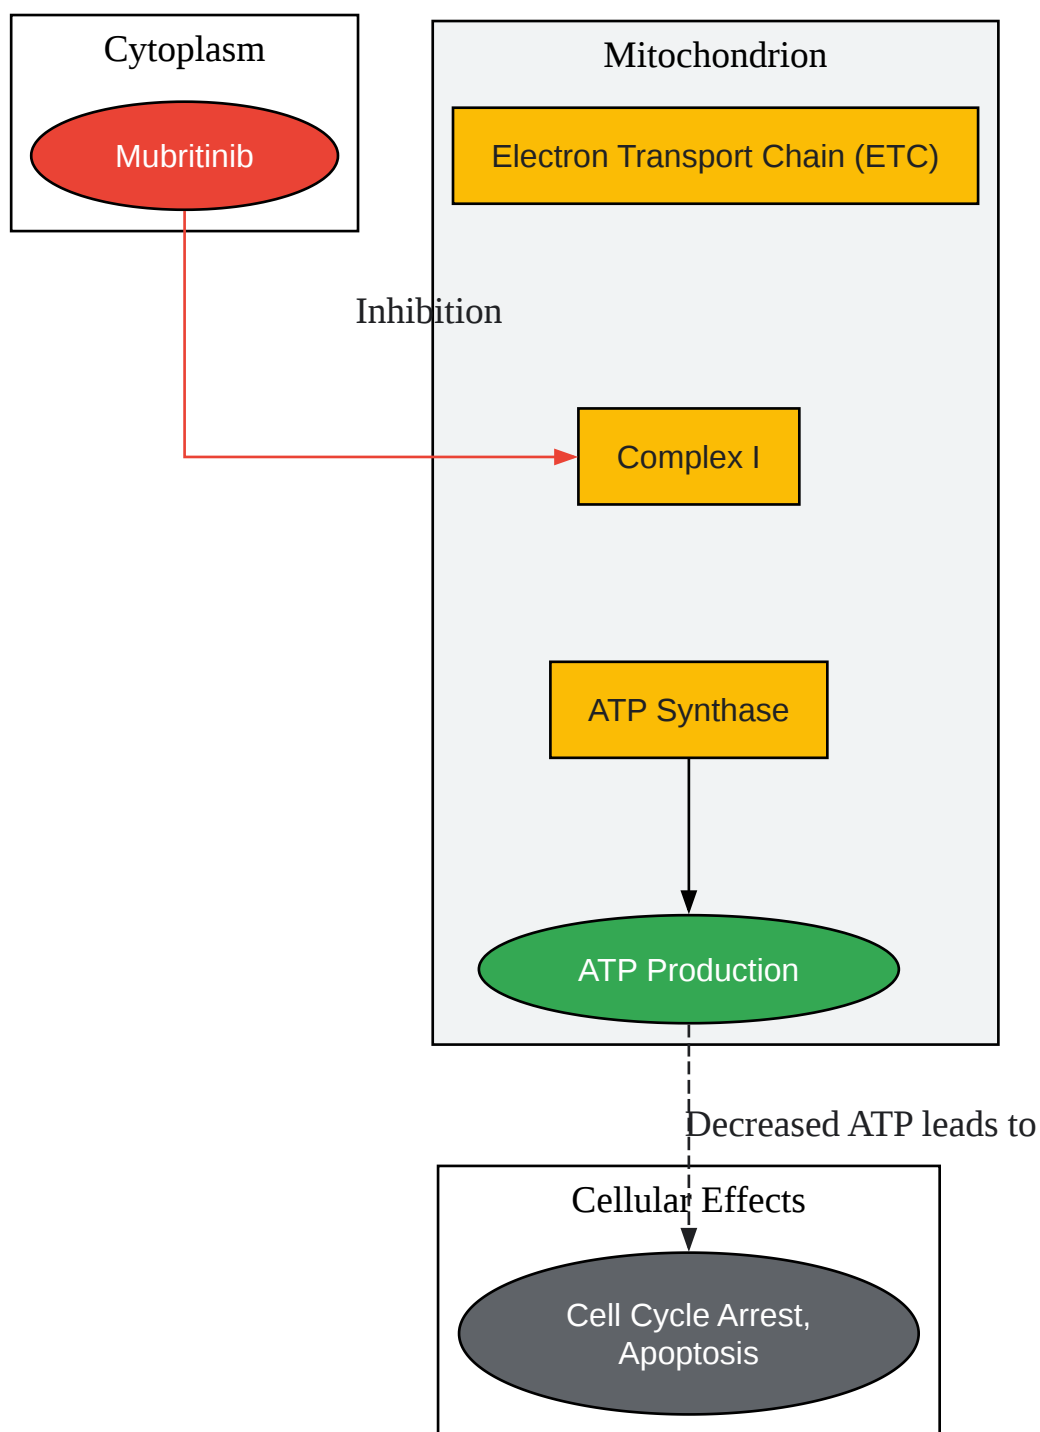 Cytoplasm
Mubritinib
Mitochondrion
Electron Transport Chain (ETC)
Inhibition
Complex I
ATP Synthase
ATP Production
Decreased ATP leads to
Cellular Effects
Cell Cycle Arrest,
Apoptosis